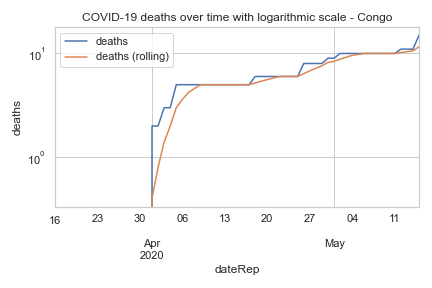 COVID-19 deaths over time with logarithmic scale - Congo
deaths
deaths (rolling)
10¹
10⁰
deaths
16 23 30 06 13 20 27 04 11
Apr May
2020
dateRep